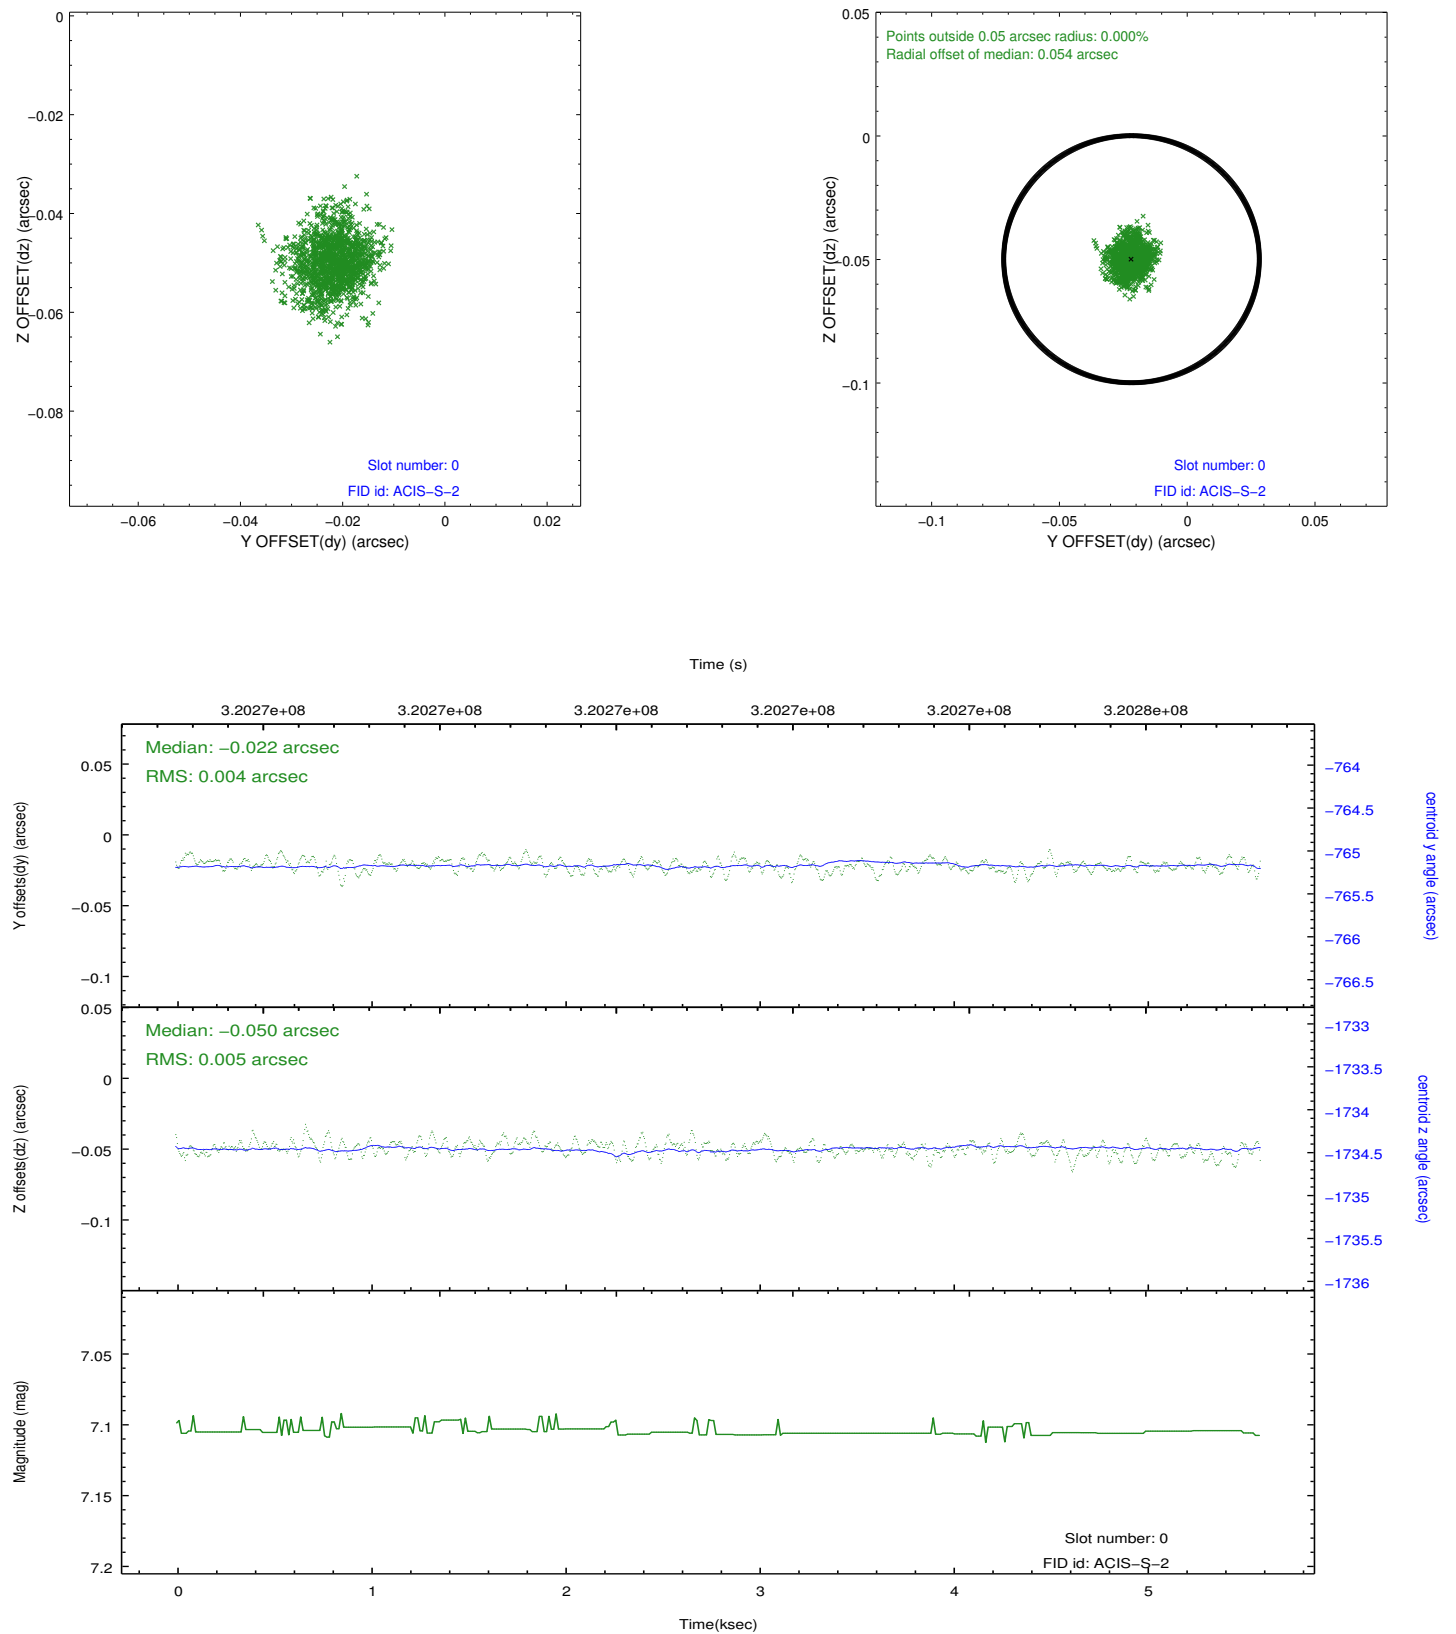 0
−0.02
−0.04
−0.06
−0.08
Z OFFSET(dz) (arcsec)
Slot number: 0
FID id: ACIS−S−2
−0.06
−0.04
−0.02
0
0.02
Y OFFSET(dy) (arcsec)
0.05
0
−0.05
−0.1
Z OFFSET(dz) (arcsec)
Points outside 0.05 arcsec radius: 0.000%
Radial offset of median: 0.054 arcsec
Slot number: 0
FID id: ACIS−S−2
−0.1
−0.05
0
0.05
Y OFFSET(dy) (arcsec)
Time (s)
3.2027e+08
3.2027e+08
3.2027e+08
3.2027e+08
3.2027e+08
3.2028e+08
Median: −0.022 arcsec
RMS: 0.004 arcsec
0.05
0
−0.05
−0.1
Y offsets(dy) (arcsec)
−764
−764.5
−765
−765.5
−766
−766.5
centroid y angle (arcsec)
Median: −0.050 arcsec
RMS: 0.005 arcsec
0.05
0
−0.05
−0.1
Z offsets(dz) (arcsec)
−1733
−1733.5
−1734
−1734.5
−1735
−1735.5
−1736
centroid z angle (arcsec)
7.05
7.1
7.15
7.2
Magnitude (mag)
Slot number: 0
FID id: ACIS−S−2
0
1
2
3
4
5
Time(ksec)